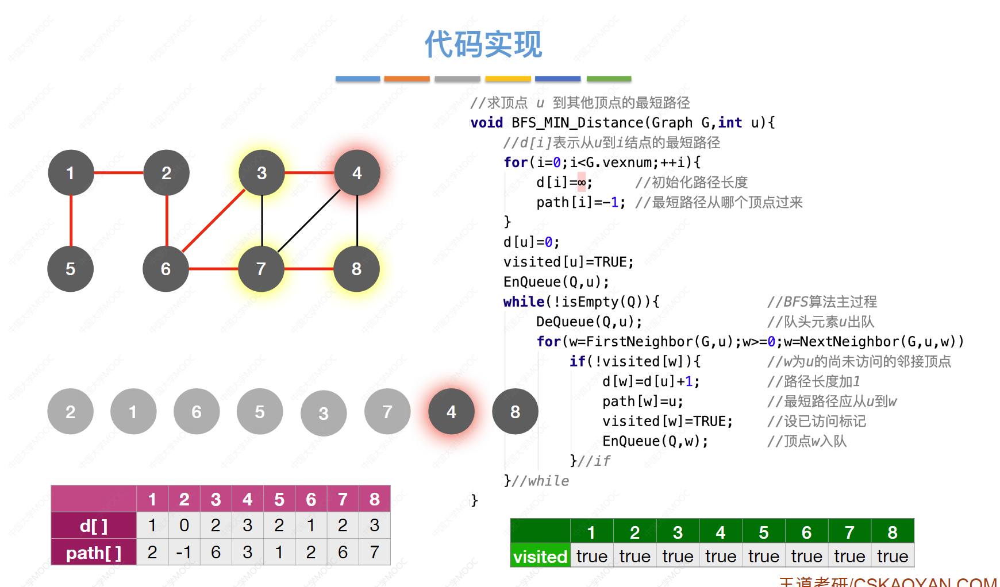 代码实现
//求顶点 u 到其他顶点的最短路径
void BFS_MIN_Distance(Graph G,int u){
//d[i]表示从u到i结点的最短路径
for(i=0;i<G.vexnum;++i){
d[i]=∞; //初始化路径长度
path[i]=-1; //最短路径从哪个顶点过来
}
d[u]=0;
visited[u]=TRUE;
EnQueue(Q,u);
while(!isEmpty(Q)){ //BFS算法主过程
DeQueue(Q,u); //队头元素u出队
for(w=FirstNeighbor(G,u);w>=0;w=NextNeighbor(G,u,w))
if(!visited[w]){ //w为u的尚未访问的邻接顶点
d[w]=d[u]+1; //路径长度加1
path[w]=u; //最短路径应从u到w
visited[w]=TRUE; //设已访问标记
EnQueue(Q,w); //顶点w入队
}//if
}//while
}
1 2 3 4
5 6 7 8
2 1 6 5 3 7 4 8
1 2 3 4 5 6 7 8
d[ ] 1 0 2 3 2 1 2 3
path[ ] 2 -1 6 3 1 2 6 7
1 2 3 4 5 6 7 8
visited true true true true true true true true
王道考研/CSKAOYAN.COM
中国大学MOOC